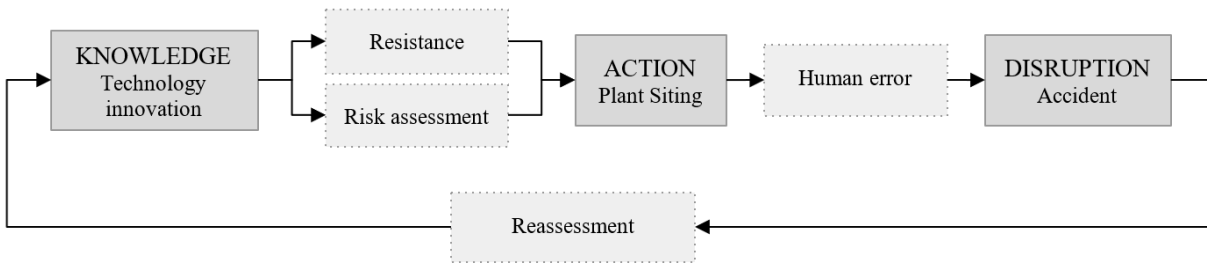 KNOWLEDGE
Technology
innovation
Resistance
Risk assessment
ACTION
Plant Siting
Human error
DISRUPTION
Accident
Reassessment